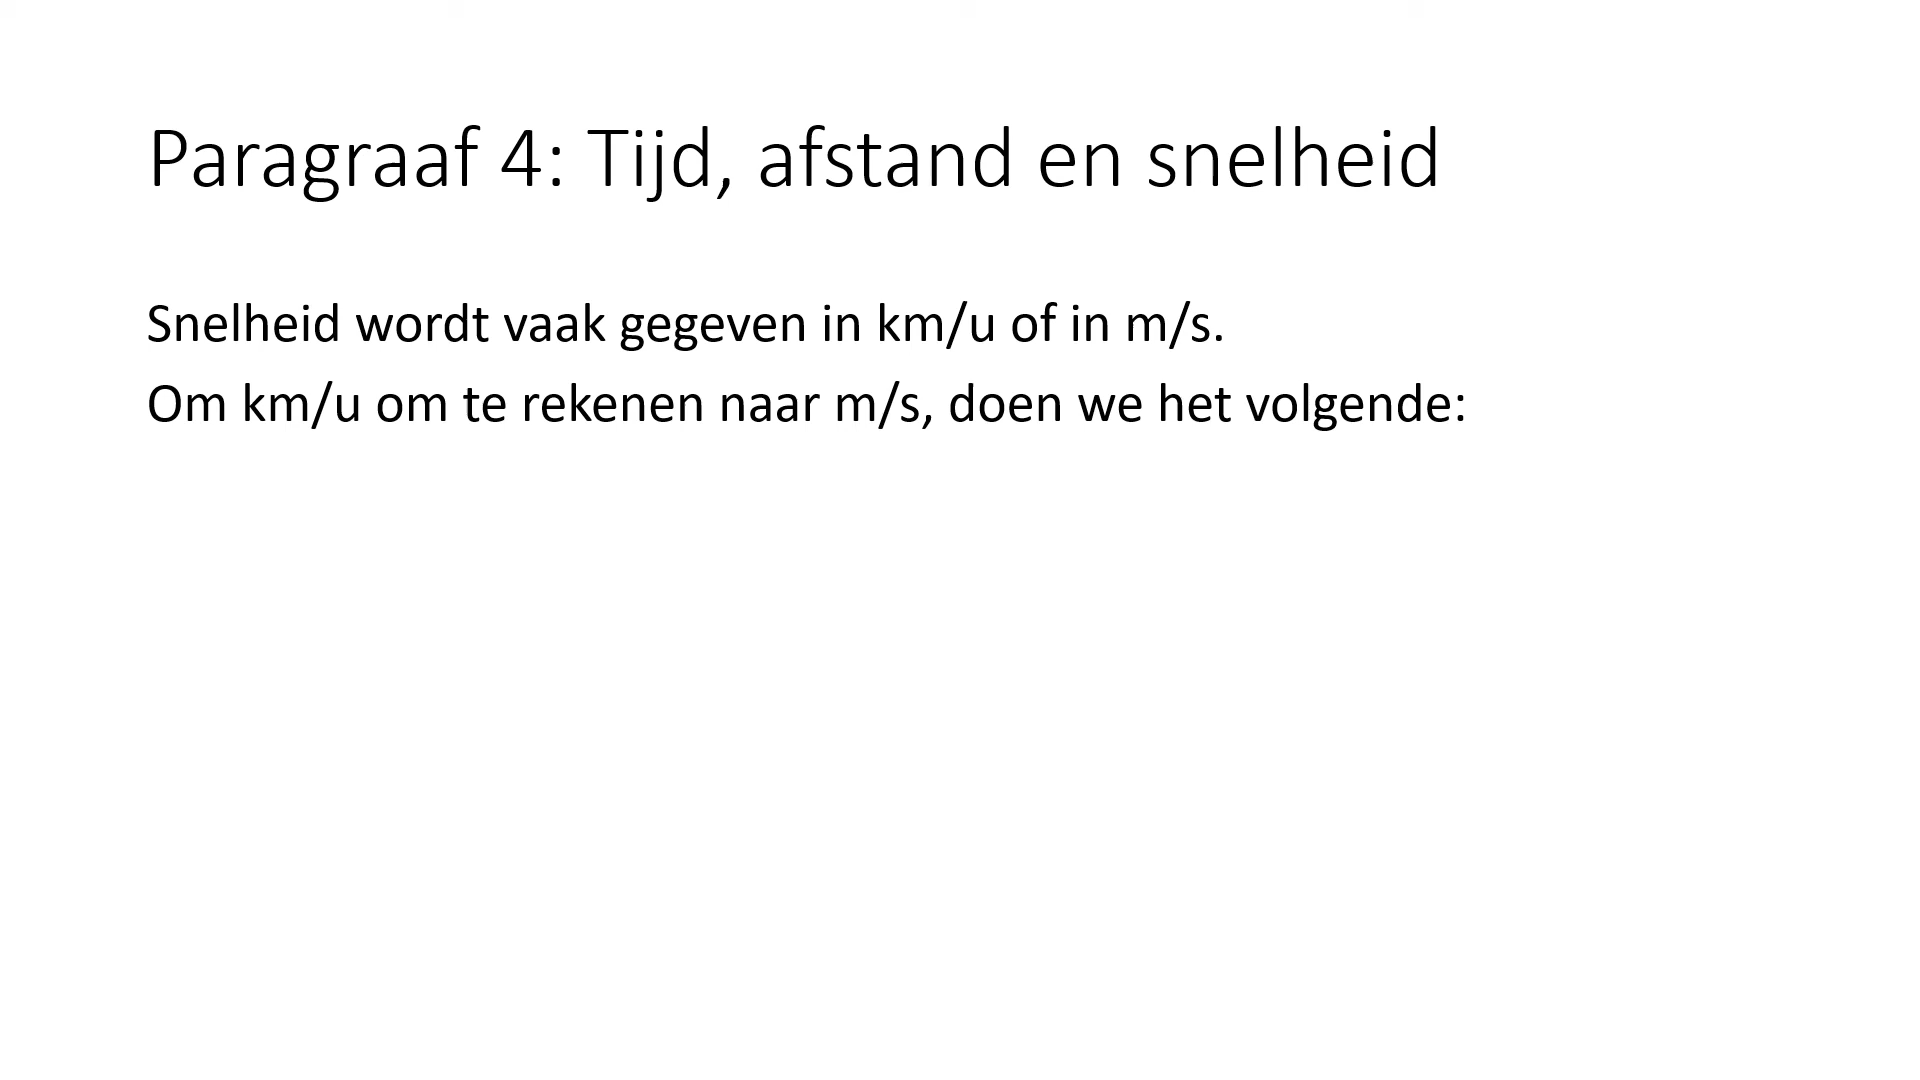 Paragraaf 4: Tijd, afstand en snelheid
Snelheid wordt vaak gegeven in km/u of in m/s.
Om km/u om te rekenen naar m/s, doen we het volgende: